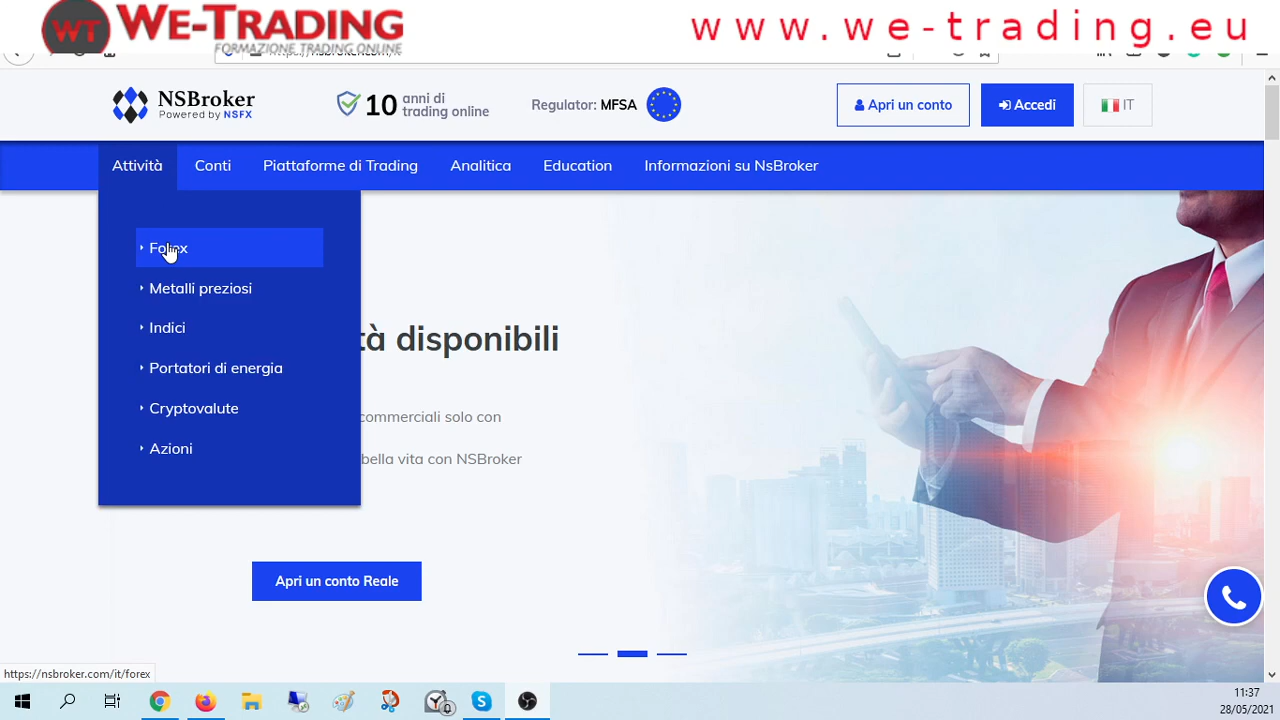 WT WE-TRADING
FORMAZIONE TRADING ONLINE
www.we-trading.eu
NSBroker
Powered by NSFX
10 anni di
trading online
Regulator: MFSA
Apri un conto
Accedi
IT
Attività Conti Piattaforme di Trading Analitica Education Informazioni su NsBroker
Forex
Metalli preziosi
Indici
Portatori di energia
Cryptovalute
Azioni
tà disponibili
commerciali solo con
bella vita con NSBroker
Apri un conto Reale
https://nsbroker.com/it/forex
11:37
28/05/2021